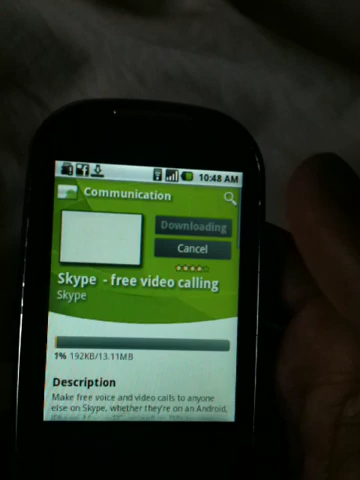 10:48 AM
Communication
Downloading
Cancel
Skype - free video calling
Skype
1% 192KB/13.11MB
Description
Make free voice and video calls to anyone
else on Skype, whether they're on an Android,